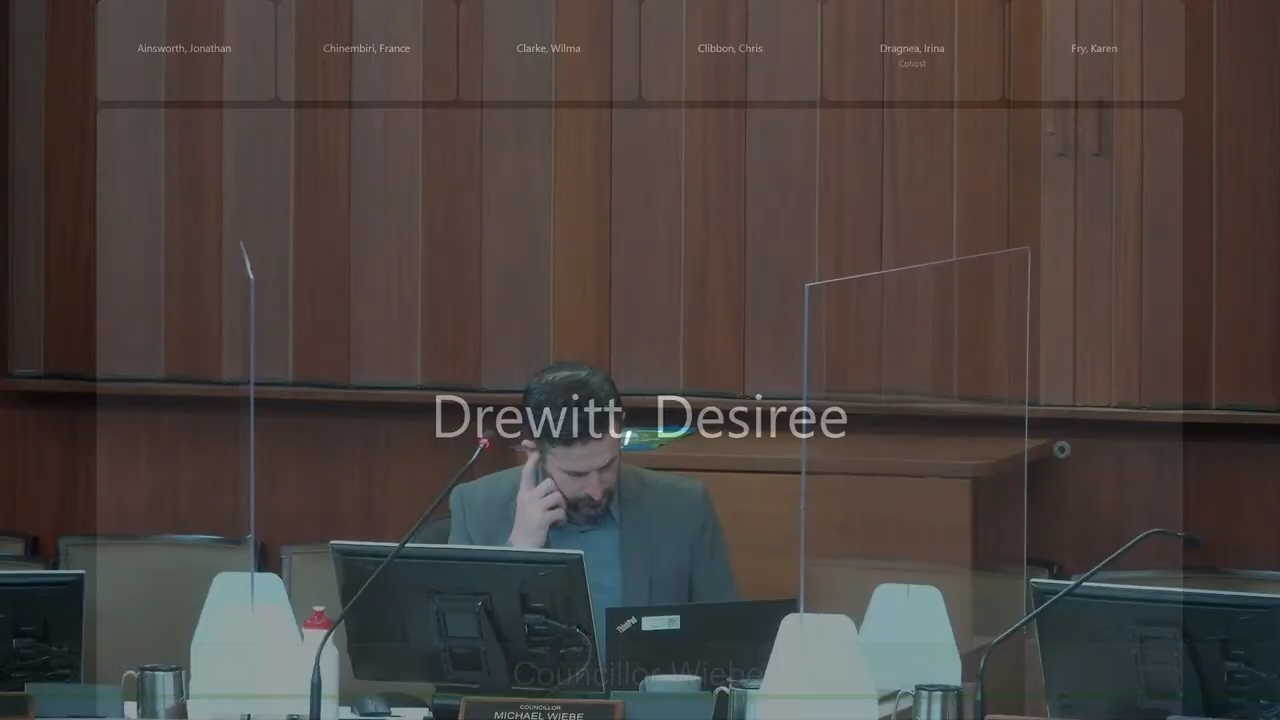 Ainsworth, Jonathan
Chinembiri, France
Clarke, Wilma
Clibbon, Chris
Dragnea, Irina
Cohost
Fry, Karen
Drewitt, Desiree
ThinkPad
Councillor Wiebe
COUNCILLOR
MICHAEL WIEBE